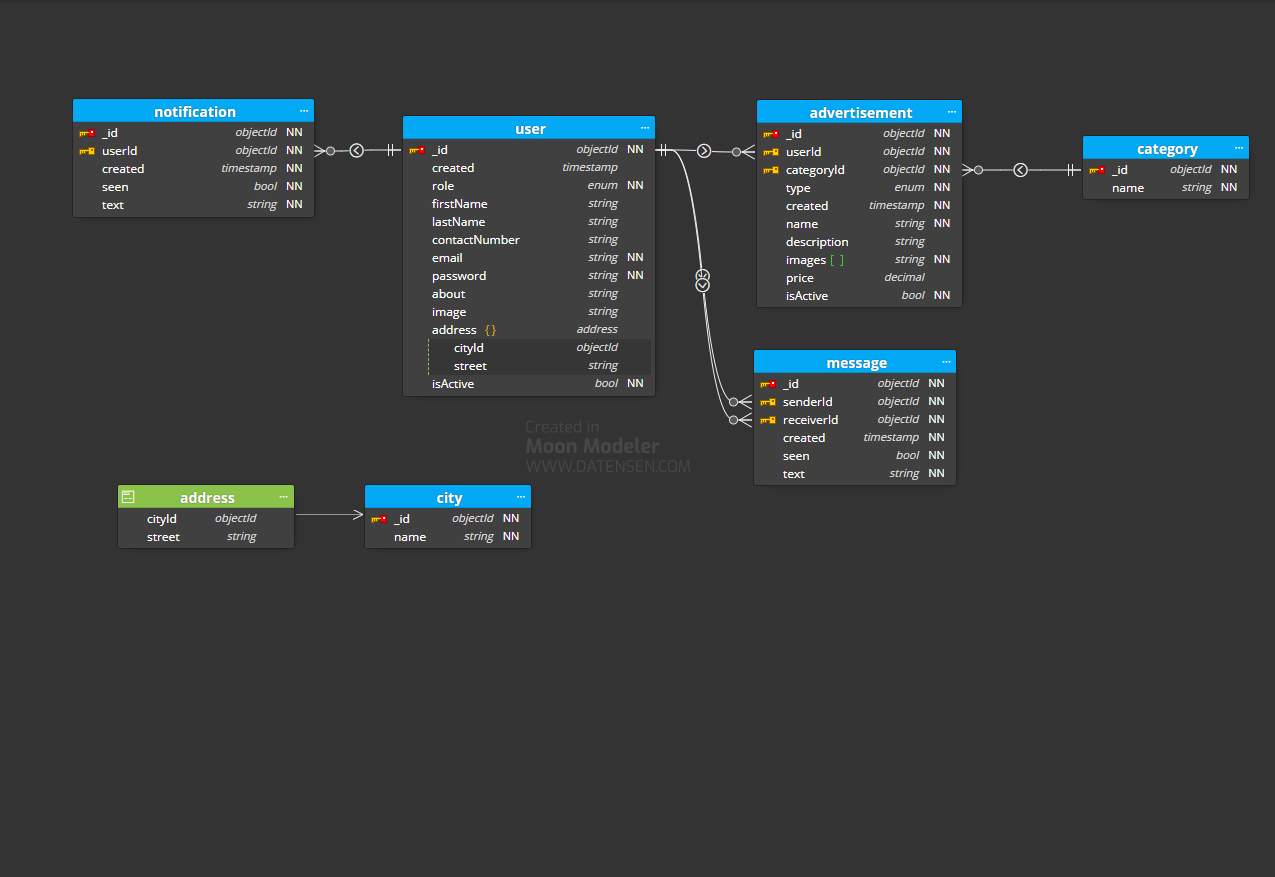 notification ...
_id objectId NN
userId objectId NN
created timestamp NN
seen bool NN
text string NN
user ...
_id objectId NN
created timestamp
role enum NN
firstName string
lastName string
contactNumber string
email string NN
password string NN
about string
image string
address {} address
cityId objectId
street string
isActive bool NN
advertisement ...
_id objectId NN
userId objectId NN
categoryId objectId NN
type enum NN
created timestamp NN
name string NN
description string
images [ ] string NN
price decimal
isActive bool NN
category ...
_id objectId NN
name string NN
message ...
_id objectId NN
senderId objectId NN
receiverId objectId NN
created timestamp NN
seen bool NN
text string NN
Created in
Moon Modeler
WWW.DATENSEN.COM
address ...
cityId objectId
street string
city ...
_id objectId NN
name string NN